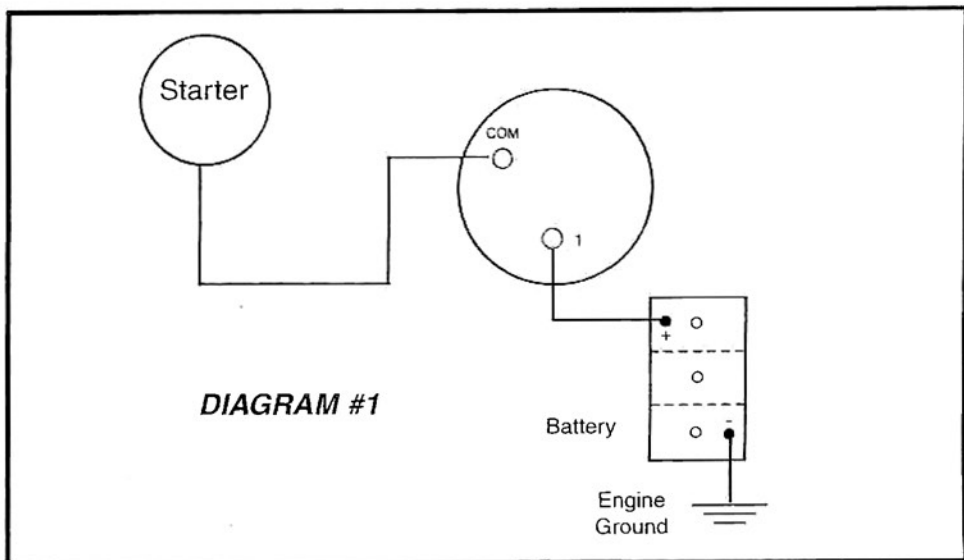 Starter
COM
1
+
-
DIAGRAM #1
Battery
Engine
Ground